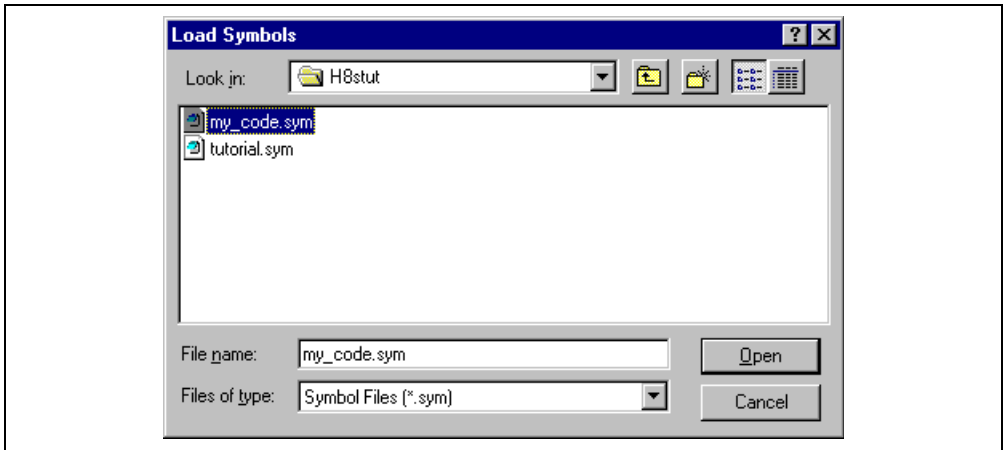 Load Symbols
Look in: H8stut
my_code.sym
tutorial.sym
File name: my_code.sym Open
Files of type: Symbol Files (*.sym) Cancel